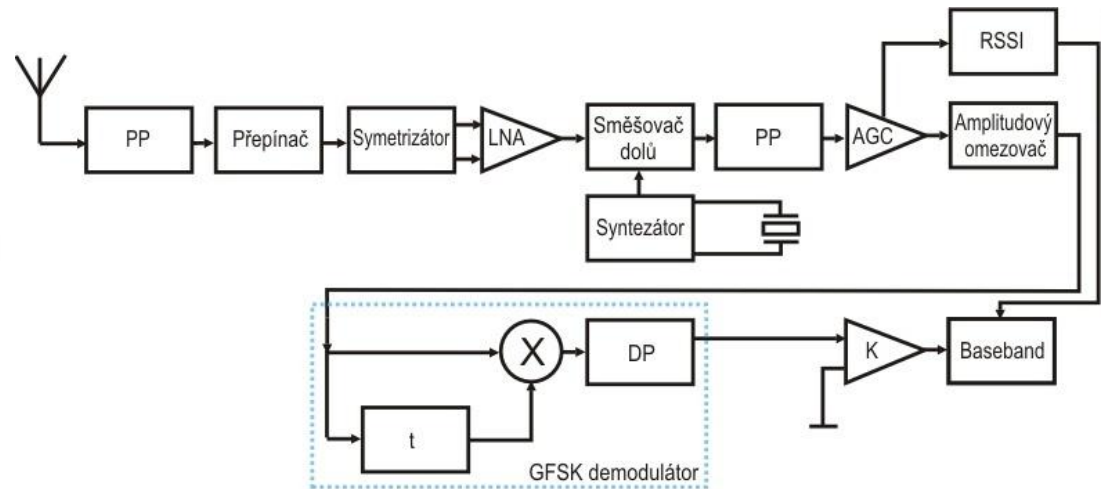 RSSI
PP
Přepínač
Symetrizátor
LNA
Směšovač
dolů
PP
AGC
Amplitudový
omezovač
Syntezátor
X
DP
K
Baseband
t
GFSK demodulátor